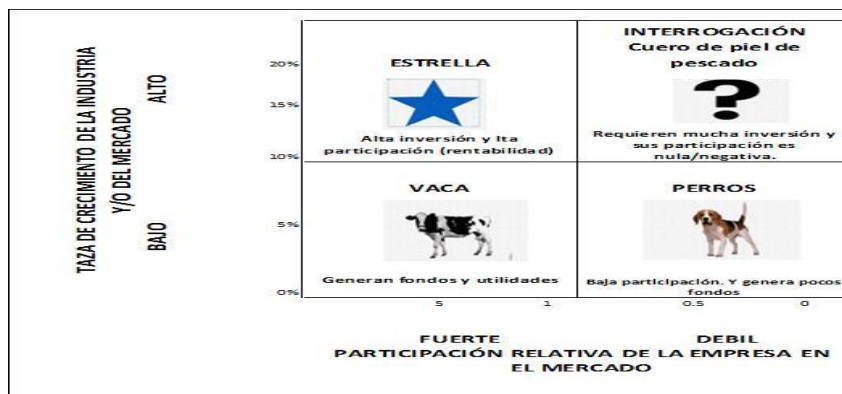 TAZA DE CRECIMIENTO DE LA INDUSTRIA
Y/O DEL MERCADO
ALTO
BAJO
20%
15%
10%
5%
0%
ESTRELLA
Alta inversión y lta
participación (rentabilidad)
INTERROGACIÓN
Cuero de piel de
pescado
?
Requieren mucha inversión y
sus participación es
nula/negativa.
VACA
Generan fondos y utilidades
PERROS
Baja participación. Y genera pocos
fondos
5
1
0.5
0
FUERTE
DEBIL
PARTICIPACIÓN RELATIVA DE LA EMPRESA EN
EL MERCADO